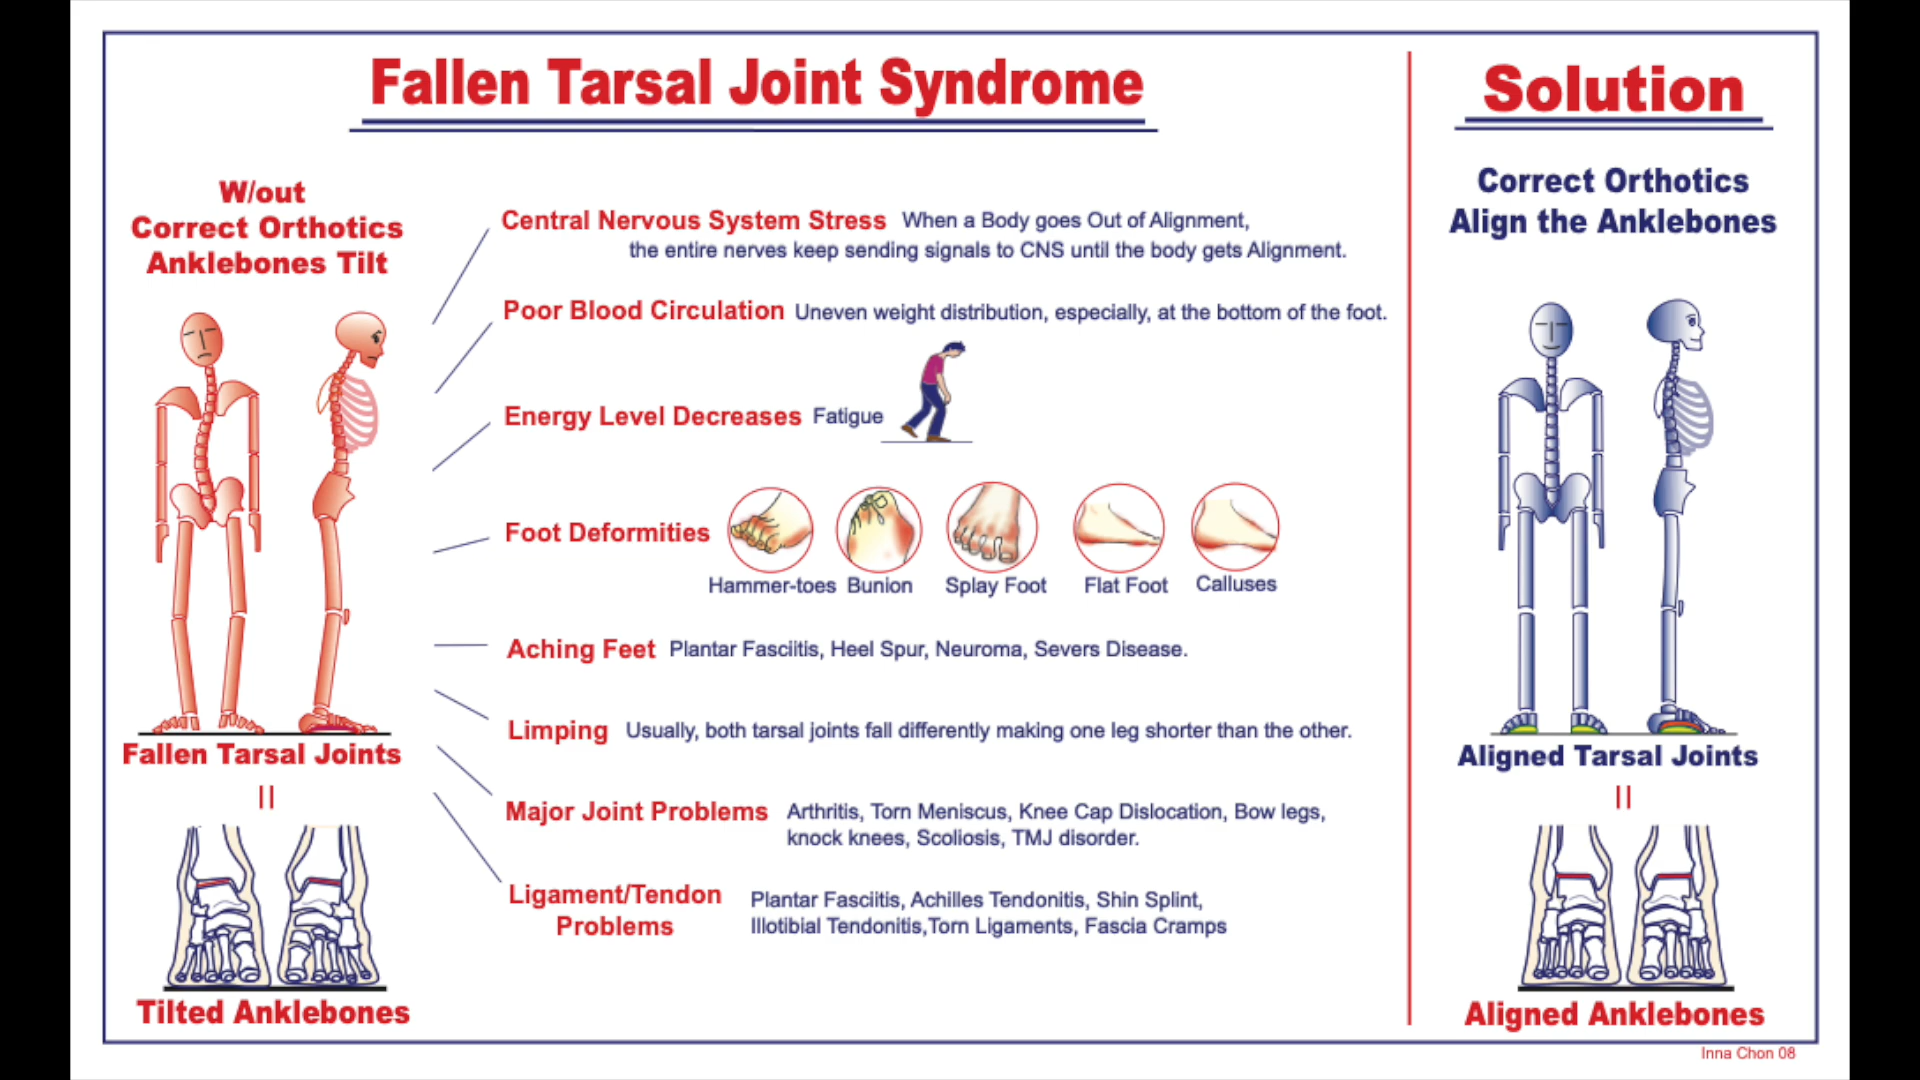 Fallen Tarsal Joint Syndrome
W/out
Correct Orthotics
Anklebones Tilt
Central Nervous System Stress When a Body goes Out of Alignment,
the entire nerves keep sending signals to CNS until the body gets Alignment.
Poor Blood Circulation Uneven weight distribution, especially, at the bottom of the foot.
Energy Level Decreases Fatigue
Foot Deformities
Hammer-toes Bunion Splay Foot Flat Foot Calluses
Aching Feet Plantar Fasciitis, Heel Spur, Neuroma, Severs Disease.
Limping Usually, both tarsal joints fall differently making one leg shorter than the other.
Major Joint Problems Arthritis, Torn Meniscus, Knee Cap Dislocation, Bow legs,
knock knees, Scoliosis, TMJ disorder.
Ligament/Tendon
Problems
Plantar Fasciitis, Achilles Tendonitis, Shin Splint,
Illotibial Tendonitis,Torn Ligaments, Fascia Cramps
Fallen Tarsal Joints
Tilted Anklebones
Solution
Correct Orthotics
Align the Anklebones
Aligned Tarsal Joints
Aligned Anklebones
Inna Chon 08